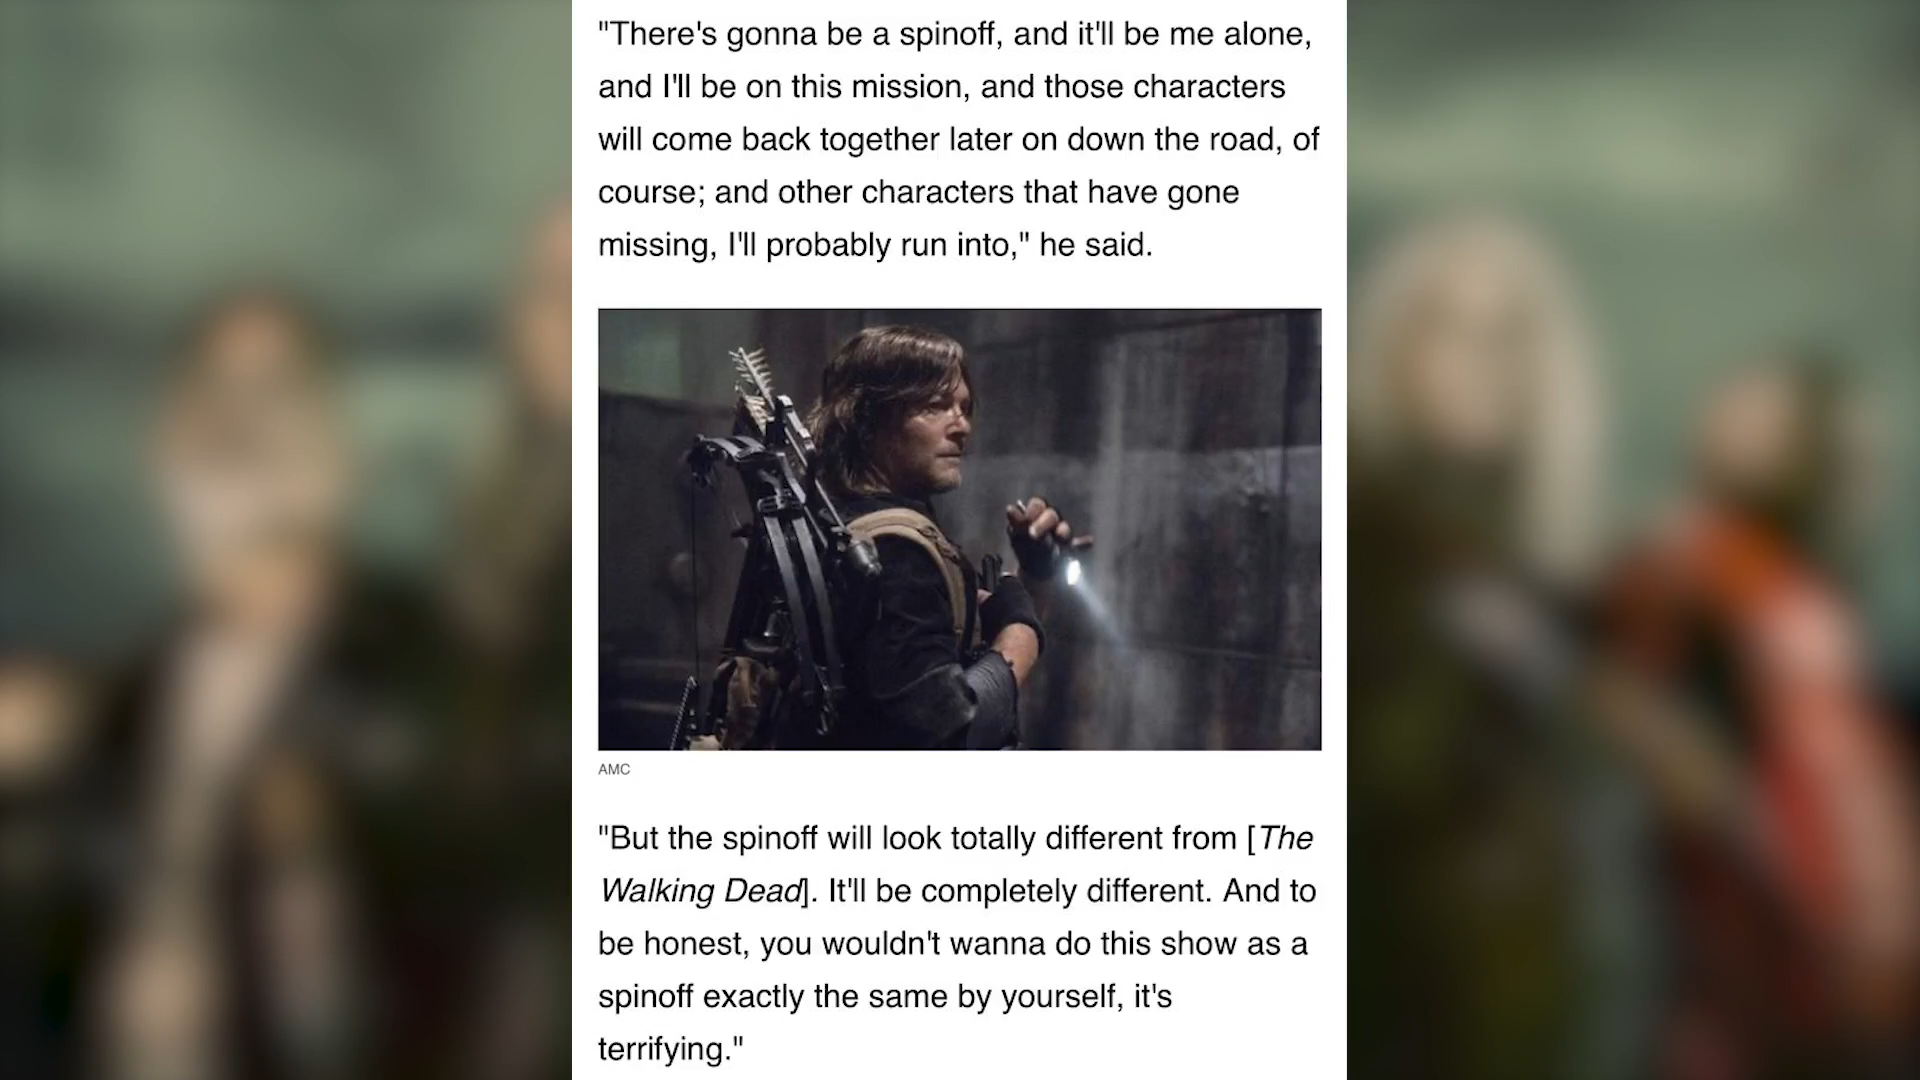 "There's gonna be a spinoff, and it'll be me alone,
and I'll be on this mission, and those characters
will come back together later on down the road, of
course; and other characters that have gone
missing, I'll probably run into," he said.
AMC
"But the spinoff will look totally different from [The
Walking Dead]. It'll be completely different. And to
be honest, you wouldn't wanna do this show as a
spinoff exactly the same by yourself, it's
terrifying."